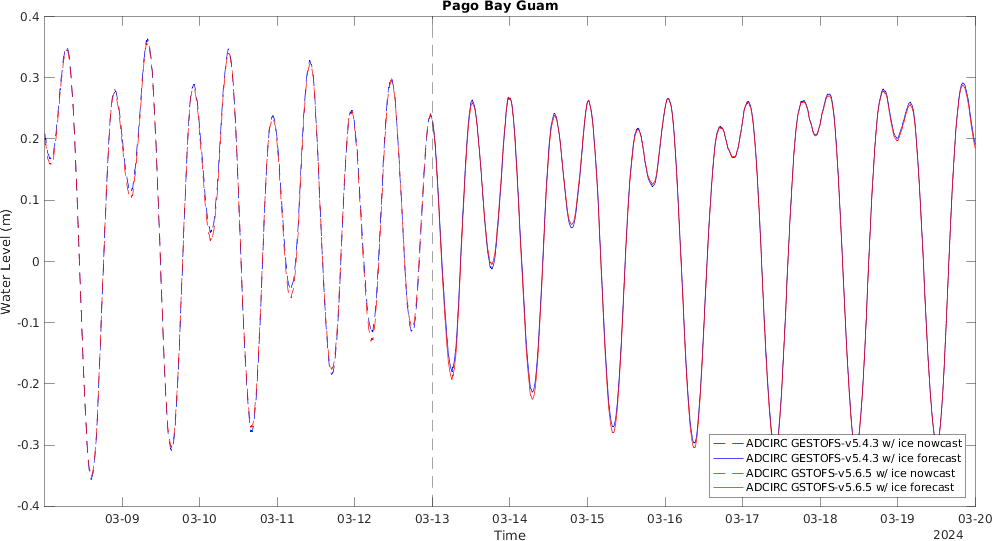 Pago Bay Guam
0.4
0.3
0.2
0.1
0
-0.1
-0.2
-0.3
-0.4
Water Level (m)
ADCIRC GESTOFS-v5.4.3 w/ ice nowcast
ADCIRC GESTOFS-v5.4.3 w/ ice forecast
ADCIRC GSTOFS-v5.6.5 w/ ice nowcast
ADCIRC GSTOFS-v5.6.5 w/ ice forecast
03-09 03-10 03-11 03-12 03-13 03-14 03-15 03-16 03-17 03-18 03-19 03-20
Time
2024